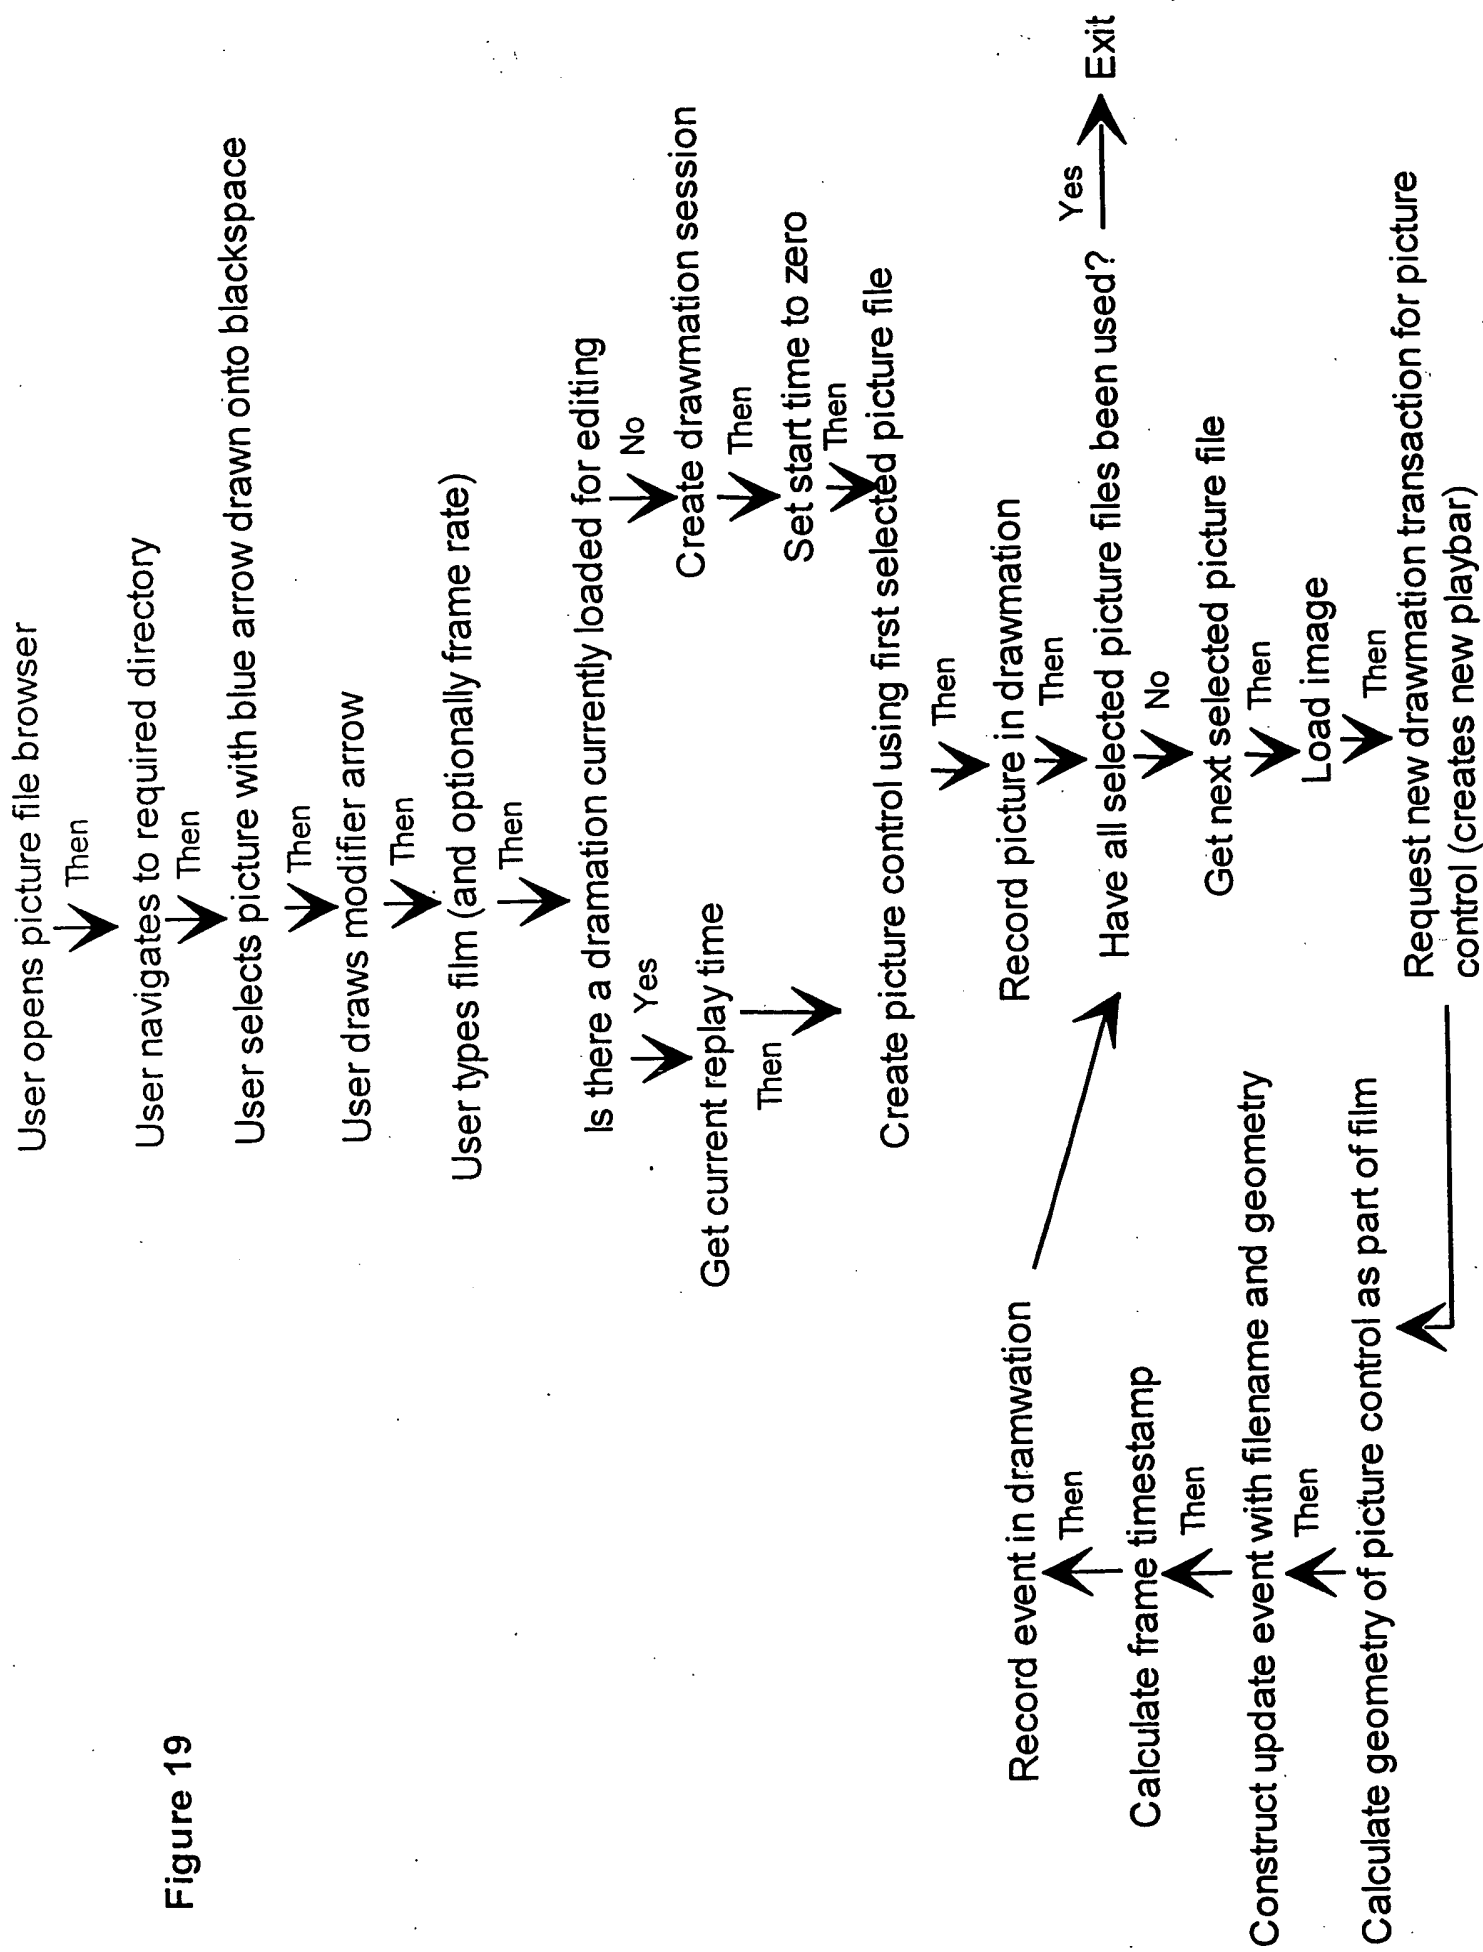 Figure 19
User opens picture file browser
Then
User navigates to required directory
Then
User selects picture with blue arrow drawn onto blackspace
Then
User draws modifier arrow
Then
User types film (and optionally frame rate)
Then
Is there a dramation currently loaded for editing
Yes
No
Get current replay time
Create drawmation session
Then
Then
Set start time to zero
Then
Create picture control using first selected picture file
Then
Record picture in drawmation
Then
Have all selected picture files been used?
Yes
Exit
No
Get next selected picture file
Then
Load image
Then
Request new drawmation transaction for picture
control (creates new playbar)
Calculate geometry of picture control as part of film
Then
Construct update event with filename and geometry
Then
Calculate frame timestamp
Then
Record event in dramwation